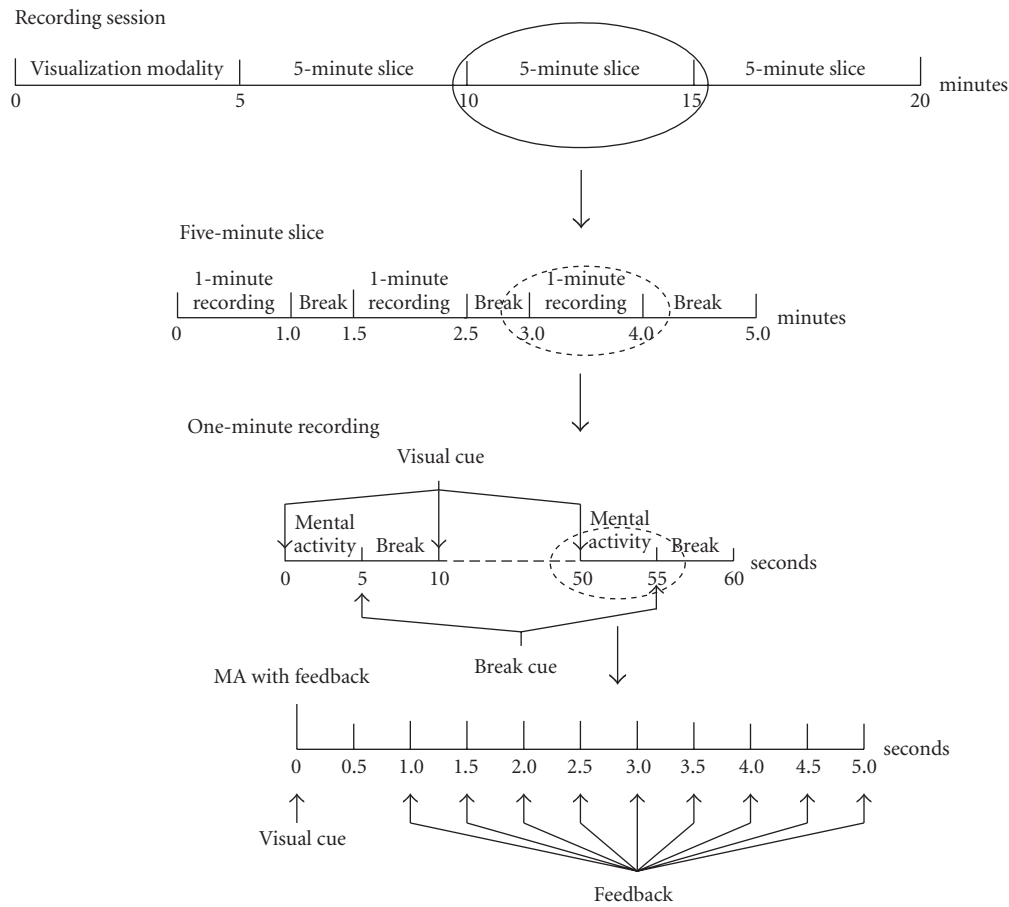 Recording session
Visualization modality 5-minute slice 5-minute slice 5-minute slice
0 5 10 15 20 minutes
Five-minute slice
1-minute recording Break 1-minute recording Break 1-minute recording Break
0 1.0 1.5 2.5 3.0 4.0 5.0 minutes
One-minute recording
Visual cue
Mental activity Break Mental activity Break
0 5 10 50 55 60 seconds
Break cue
MA with feedback
0 0.5 1.0 1.5 2.0 2.5 3.0 3.5 4.0 4.5 5.0 seconds
Visual cue
Feedback